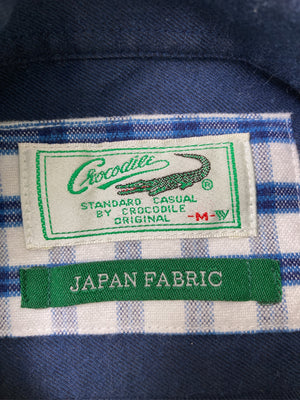 Crocodile ®
STANDARD CASUAL
BY CROCODILE
ORIGINAL -M-W
JAPAN FABRIC